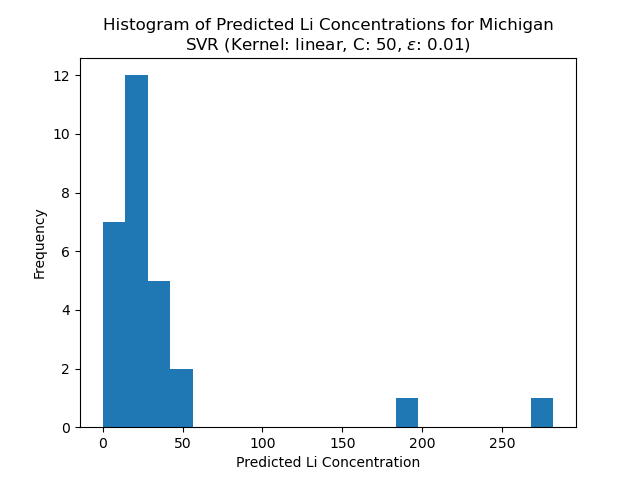 Histogram of Predicted Li Concentrations for Michigan
SVR (Kernel: linear, C: 50, ε: 0.01)
12
10
8
6
4
2
0
Frequency
0 50 100 150 200 250
Predicted Li Concentration